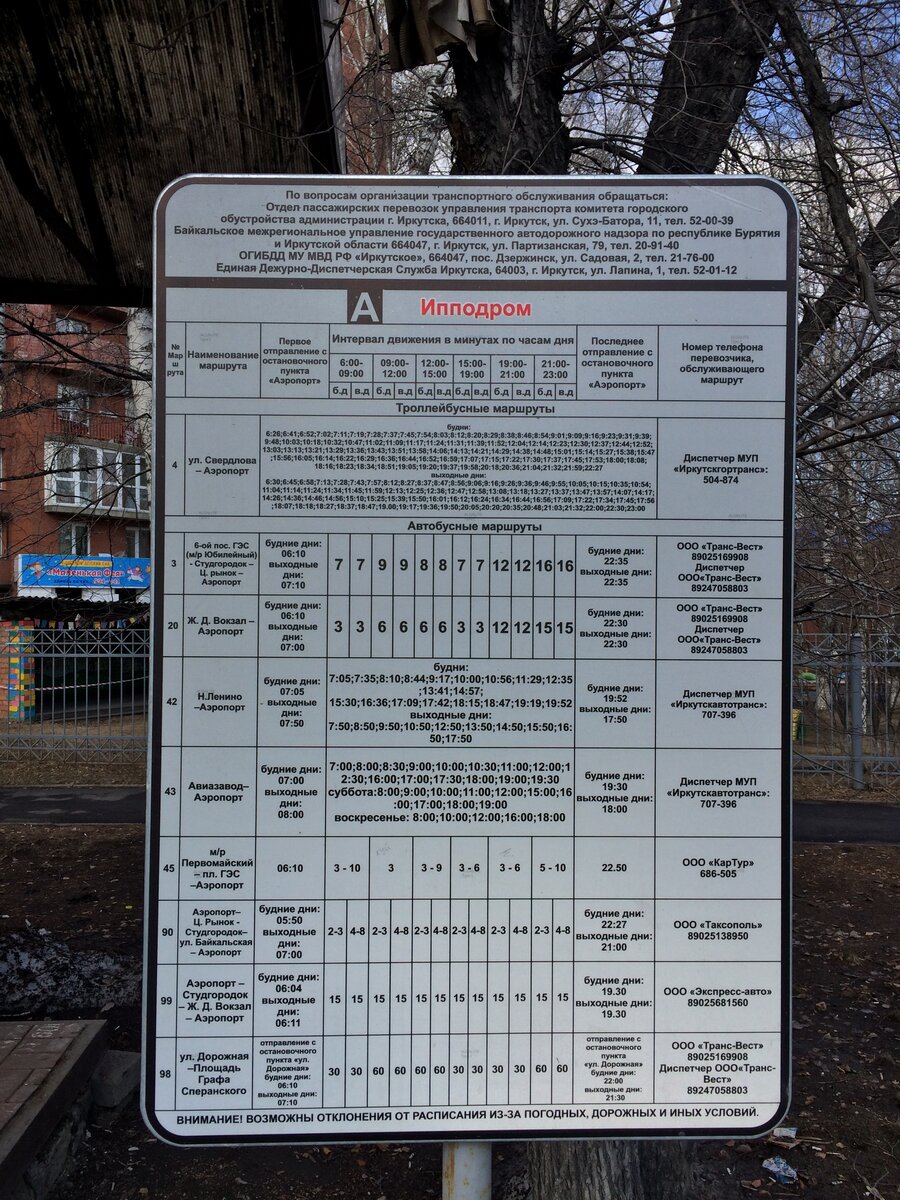 По вопросам организации транспортного обслуживания обращаться:
Отдел пассажирских перевозок управления транспорта комитета городского
обустройства администрации г. Иркутска, 664011, г. Иркутск, ул. Сухэ-Батора, 11, тел. 52-00-39
Байкальское межрегиональное управление государственного автодорожного надзора по республике Бурятия
и Иркутской области 664047, г. Иркутск, ул. Партизанская, 79, тел. 20-91-40
ОГИБДД МУ МВД РФ «Иркутское», 664047, пос. Дзержинск, ул. Садовая, 2, тел. 21-76-00
Единая Дежурно-Диспетчерская Служба Иркутска, 64003, г. Иркутск, ул. Лапина, 1, тел. 52-01-12
А Ипподром
№
Мар
ш
рута
Наименование
маршрута
Первое
отправление с
остановочного
пункта
«Аэропорт»
Интервал движения в минутах по часам дня
6:00-09:00 09:00-12:00 12:00-15:00 15:00-19:00 19:00-21:00 21:00-23:00
б.д в.д б.д в.д б.д в.д б.д в.д б.д в.д б.д в.д
Последнее
отправление с
остановочного
пункта
«Аэропорт»
Номер телефона
перевозчика,
обслуживающего
маршрут
Троллейбусные маршруты
4
ул. Свердлова
– Аэропорт
будни:
выходные дни:
Диспетчер МУП
«Иркутскгортранс»:
504-874
Автобусные маршруты
3
6-ой пос. ГЭС
(м/р Юбилейный)
- Студгородок –
Ц. рынок –
Аэропорт
будние дни:
06:10
выходные
дни:
07:10
7 7 9 9 8 8 7 7 12 12 16 16
будние дни:
22:35
выходные дни:
22:35
ООО «Транс-Вест»
89025169908
Диспетчер
ООО«Транс-Вест»
89247058803
20
Ж. Д. Вокзал –
Аэропорт
будние дни:
06:10
выходные
дни:
07:00
3 3 6 6 6 6 3 3 12 12 15 15
будние дни:
22:30
выходные дни:
22:30
ООО «Транс-Вест»
89025169908
Диспетчер
ООО«Транс-Вест»
89247058803
42
Н.Ленино
–Аэропорт
будние дни:
07:05
выходные
дни:
07:50
будни:
7:05;7:35;8:10;8:44;9:17;10:00;10:56;11:29;12:35
;13:41;14:57;
15:30;16:36;17:09;17:42;18:15;18:47;19:19;19:52
выходные дни:
7:50;8:50;9:50;10:50;12:50;13:50;14:50;15:50;16:
50;17:50
будние дни:
19:52
выходные дни:
17:50
Диспетчер МУП
«Иркутскавтотранс»:
707-396
43
Авиазавод–
Аэропорт
будние дни:
07:00
выходные
дни:
08:00
7:00;8:00;8:30;9:00;10:00;10:30;11:00;12:00;1
2:30;16:00;17:00;17:30;18:00;19:00;19:30
суббота:8:00;9:00;10:00;11:00;12:00;15:00;16
:00;17:00;18:00;19:00
воскресенье: 8:00;10:00;12:00;16:00;18:00
будние дни:
19:30
выходные дни:
18:00
Диспетчер МУП
«Иркутскавтотранс»:
707-396
45
м/р
Первомайский
– пл. ГЭС
–Аэропорт
06:10
3 - 10 3 3 - 9 3 - 6 3 - 6 5 - 10
22.50
ООО «КарТур»
686-505
90
Аэропорт–
Ц. Рынок -
Студгородок–
ул. Байкальская
– Аэропорт
будние дни:
05:50
выходные
дни:
07:00
2-3 4-8 2-3 4-8 2-3 4-8 2-3 4-8 2-3 4-8 2-3 4-8
будние дни:
22:27
выходные дни:
21:00
ООО «Таксополь»
89025138950
99
Аэропорт –
Студгородок
– Ж. Д. Вокзал
– Аэропорт
будние дни:
06:04
выходные
дни:
06:11
15 15 15 15 15 15 15 15 15 15 15 15
будние дни:
19.30
выходные дни:
19.30
ООО «Экспресс-авто»
89025681560
98
ул. Дорожная
–Площадь
Графа
Сперанского
отправление с
остановочного
пункта «ул.
Дорожная»
будние дни:
06:10
выходные дни:
07:10
30 30 60 60 60 60 30 30 30 30 60 60
отправление с
остановочного
пункта
«ул. Дорожная
будние дни:
22:00
выходные дни:
21:30
ООО «Транс-Вест»
89025169908
Диспетчер ООО«Транс-
Вест»
89247058803
ВНИМАНИЕ! ВОЗМОЖНЫ ОТКЛОНЕНИЯ ОТ РАСПИСАНИЯ ИЗ-ЗА ПОГОДНЫХ, ДОРОЖНЫХ И ИНЫХ УСЛОВИЙ.
«Маленькая Фея»